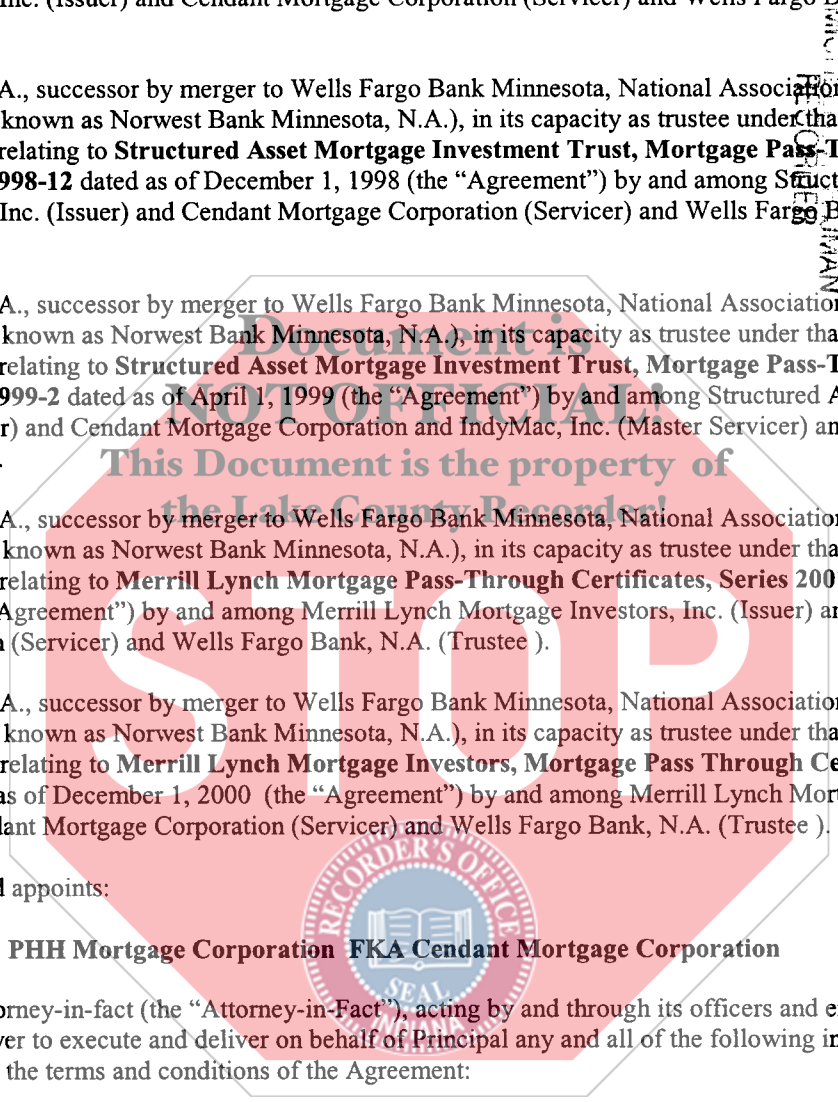 Inc. (Issuer) and Cendant Mortgage Corporation (Servicer) and Wells Fargo B
A., successor by merger to Wells Fargo Bank Minnesota, National Association
known as Norwest Bank Minnesota, N.A.), in its capacity as trustee under tha
relating to Structured Asset Mortgage Investment Trust, Mortgage Pass-T
998-12 dated as of December 1, 1998 (the “Agreement”) by and among Struct
Inc. (Issuer) and Cendant Mortgage Corporation (Servicer) and Wells Fargo B
A., successor by merger to Wells Fargo Bank Minnesota, National Association
known as Norwest Bank Minnesota, N.A.), in its capacity as trustee under tha
relating to Structured Asset Mortgage Investment Trust, Mortgage Pass-T
999-2 dated as of April 1, 1999 (the “Agreement”) by and among Structured A
r) and Cendant Mortgage Corporation and IndyMac, Inc. (Master Servicer) an
.
A., successor by merger to Wells Fargo Bank Minnesota, National Association
known as Norwest Bank Minnesota, N.A.), in its capacity as trustee under tha
relating to Merrill Lynch Mortgage Pass-Through Certificates, Series 200
Agreement”) by and among Merrill Lynch Mortgage Investors, Inc. (Issuer) an
(Servicer) and Wells Fargo Bank, N.A. (Trustee ).
A., successor by merger to Wells Fargo Bank Minnesota, National Association
known as Norwest Bank Minnesota, N.A.), in its capacity as trustee under tha
relating to Merrill Lynch Mortgage Investors, Mortgage Pass Through Ce
as of December 1, 2000 (the “Agreement”) by and among Merrill Lynch Mort
dant Mortgage Corporation (Servicer) and Wells Fargo Bank, N.A. (Trustee ).
appoints:
PHH Mortgage Corporation FKA Cendant Mortgage Corporation
orney-in-fact (the “Attorney-in-Fact”), acting by and through its officers and e
er to execute and deliver on behalf of Principal any and all of the following in
the terms and conditions of the Agreement:
Document is
NOT OFFICIAL!
This Document is the property of
the Lake County Recorder!
STOP
RECORDER'S OFFICE
SEAL
INDIANA